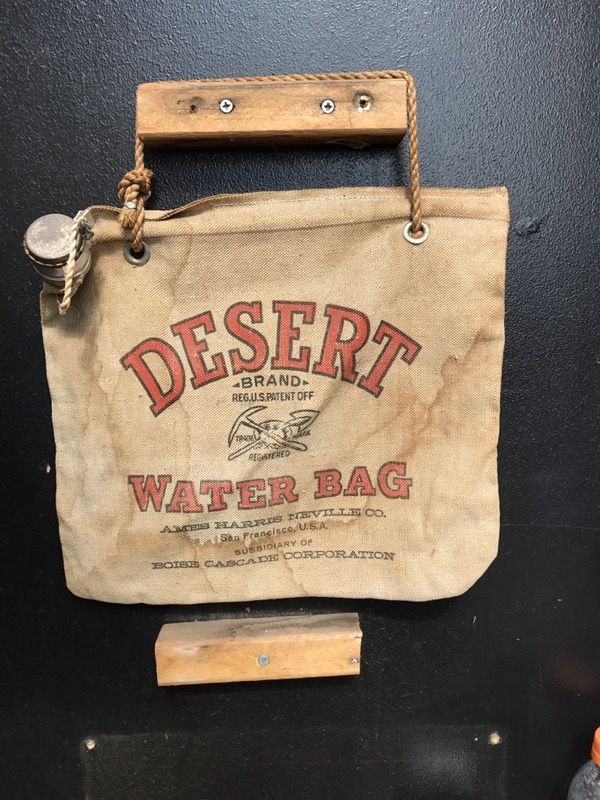 DESERT
BRAND
REG.U.S.PATENT OFF
TRADE MARK
REGISTERED
WATER BAG
AMES HARRIS NEVILLE CO.
San Francisco, U.S.A.
SUBSIDIARY OF
BOISE CASCADE CORPORATION